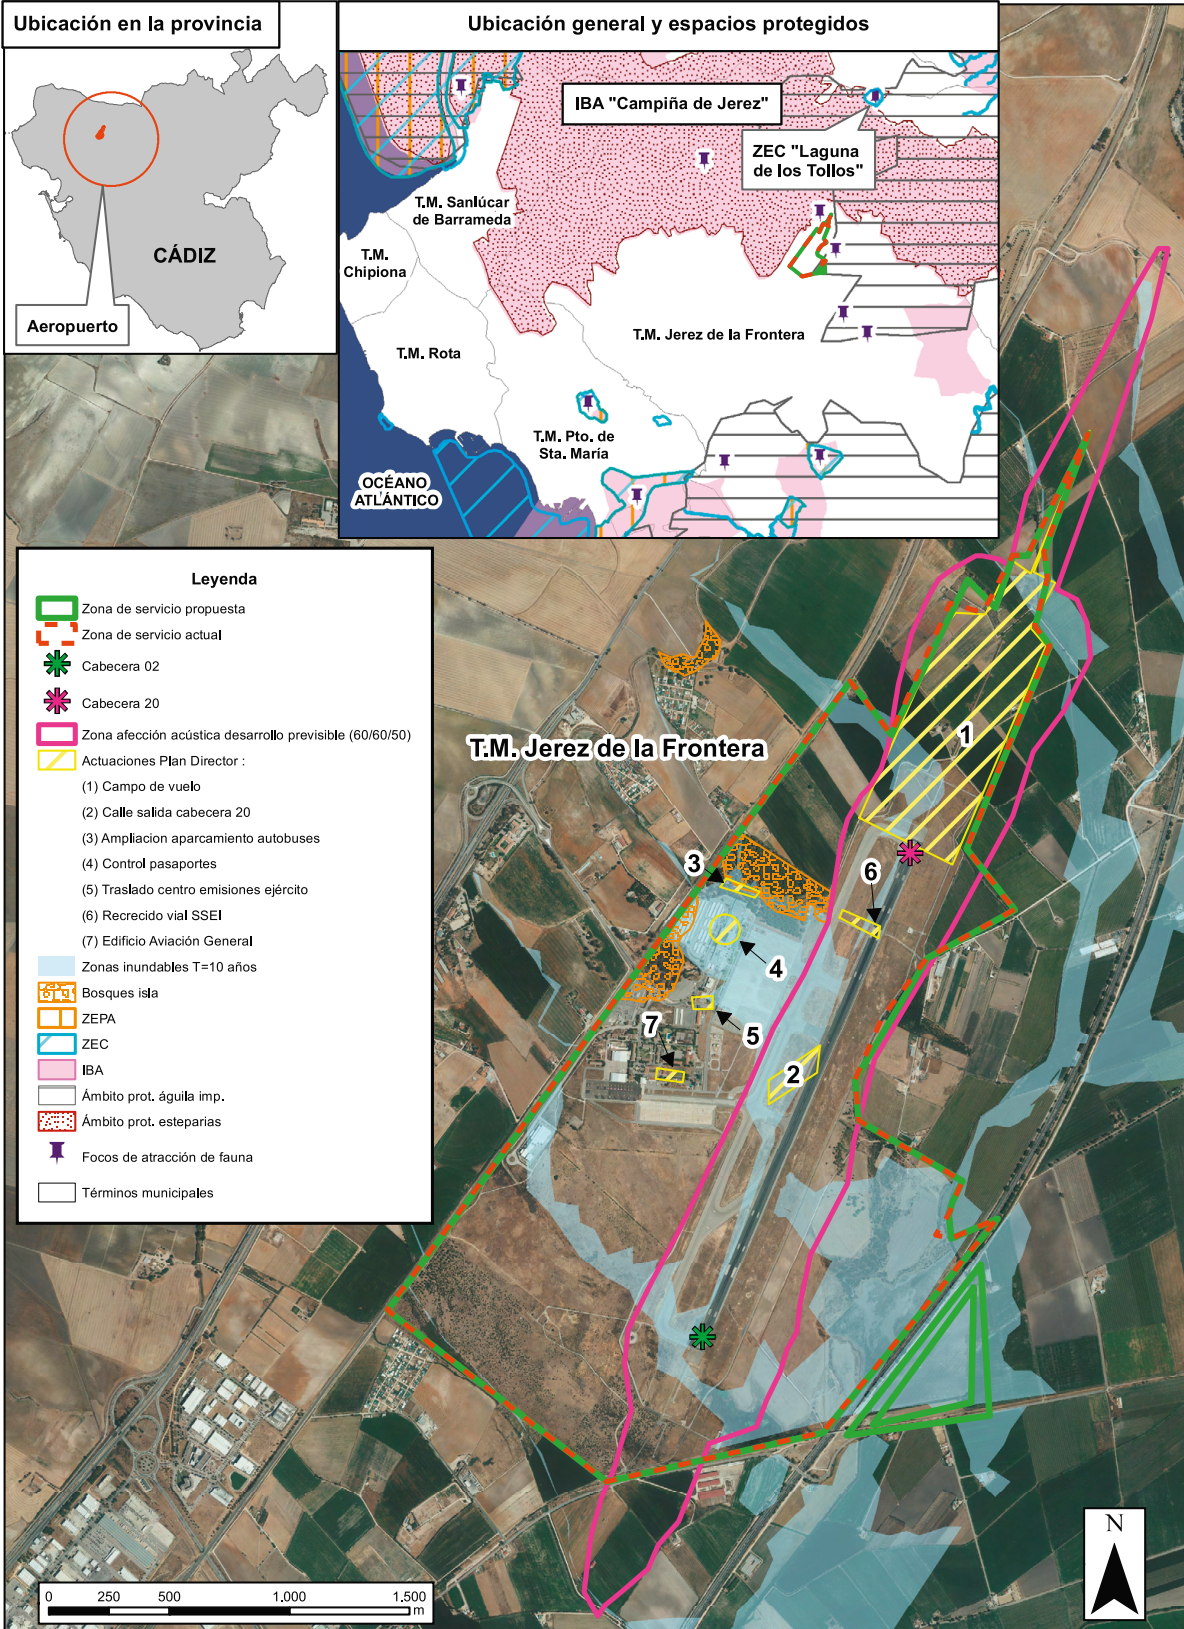 Ubicación en la provincia
CÁDIZ
Aeropuerto
Ubicación general y espacios protegidos
IBA "Campiña de Jerez"
ZEC "Laguna
de los Tollos"
T.M. Sanlúcar
de Barrameda
T.M.
Chipiona
T.M. Rota
T.M. Jerez de la Frontera
T.M. Pto. de
Sta. María
OCÉANO
ATLÁNTICO
Leyenda
Zona de servicio propuesta
Zona de servicio actual
Cabecera 02
Cabecera 20
Zona afección acústica desarrollo previsible (60/60/50)
Actuaciones Plan Director :
(1) Campo de vuelo
(2) Calle salida cabecera 20
(3) Ampliacion aparcamiento autobuses
(4) Control pasaportes
(5) Traslado centro emisiones ejército
(6) Recrecido vial SSEI
(7) Edificio Aviación General
Zonas inundables T=10 años
Bosques isla
ZEPA
ZEC
IBA
Ámbito prot. águila imp.
Ámbito prot. esteparias
Focos de atracción de fauna
Términos municipales
T.M. Jerez de la Frontera
1
3
6
4
5
7
2
N
0 250 500 1.000 1.500
m